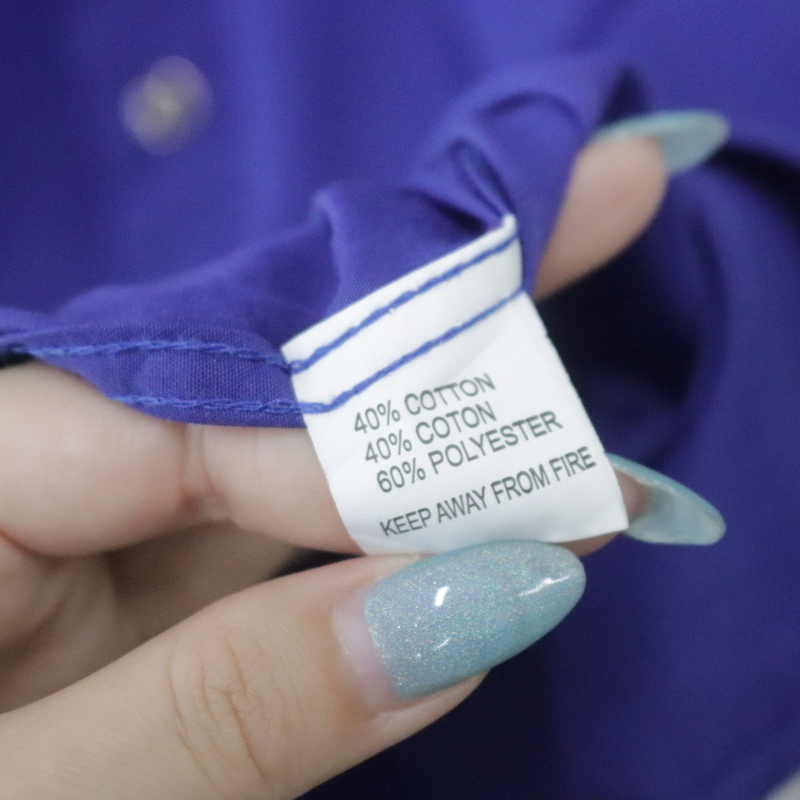 40% COTTON
40% COTON
60% POLYESTER
KEEP AWAY FROM FIRE